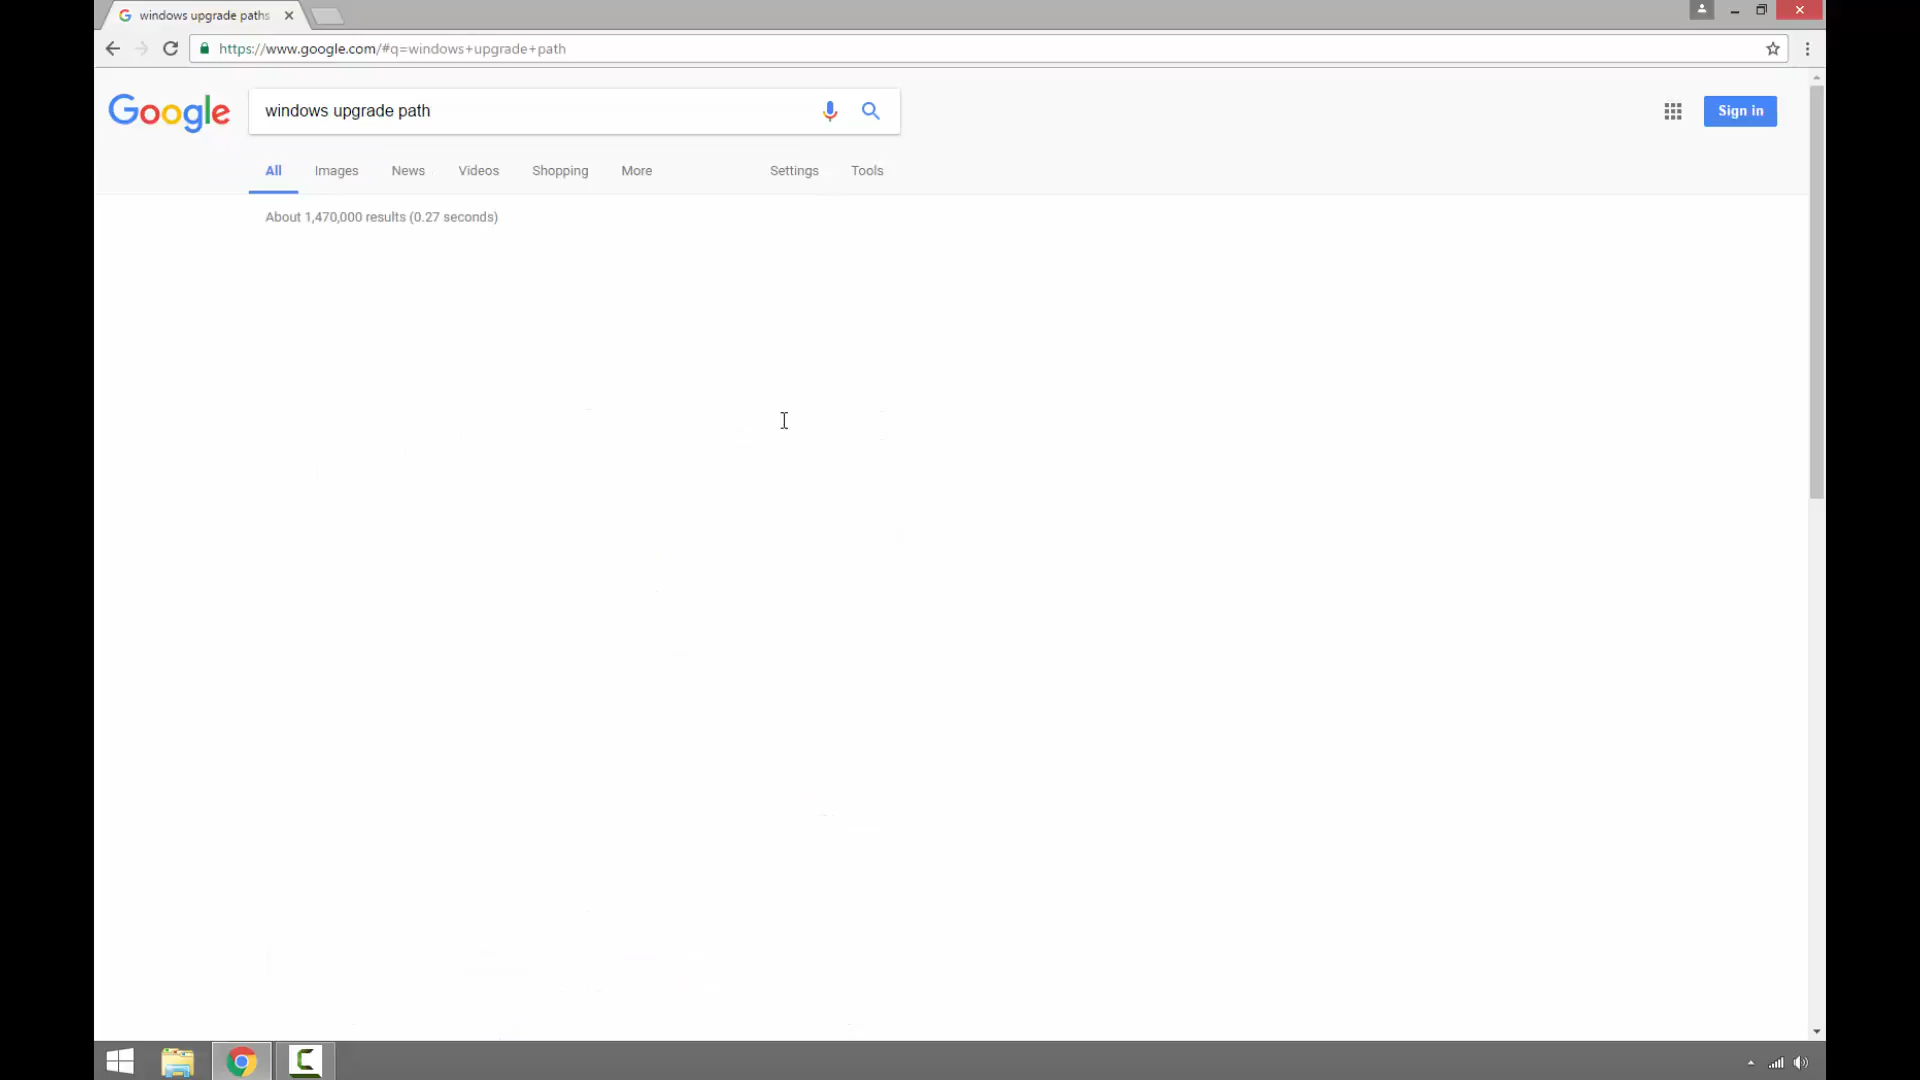 windows upgrade paths
https://www.google.com/#q=windows+upgrade+path
Google
windows upgrade path
Sign in
All
Images
News
Videos
Shopping
More
Settings
Tools
About 1,470,000 results (0.27 seconds)